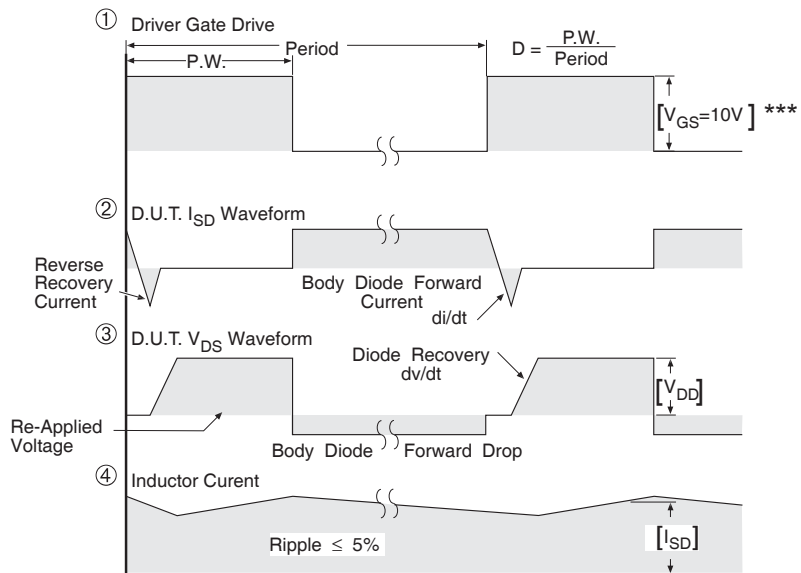 ① Driver Gate Drive
Period
P.W.
D = P.W. / Period
[VGS=10V] ***
② D.U.T. ISD Waveform
Reverse
Recovery
Current
Body Diode Forward
Current
di/dt
③ D.U.T. VDS Waveform
Diode Recovery
dv/dt
[VDD]
Re-Applied
Voltage
Body Diode Forward Drop
④ Inductor Curent
Ripple ≤ 5%
[ISD]